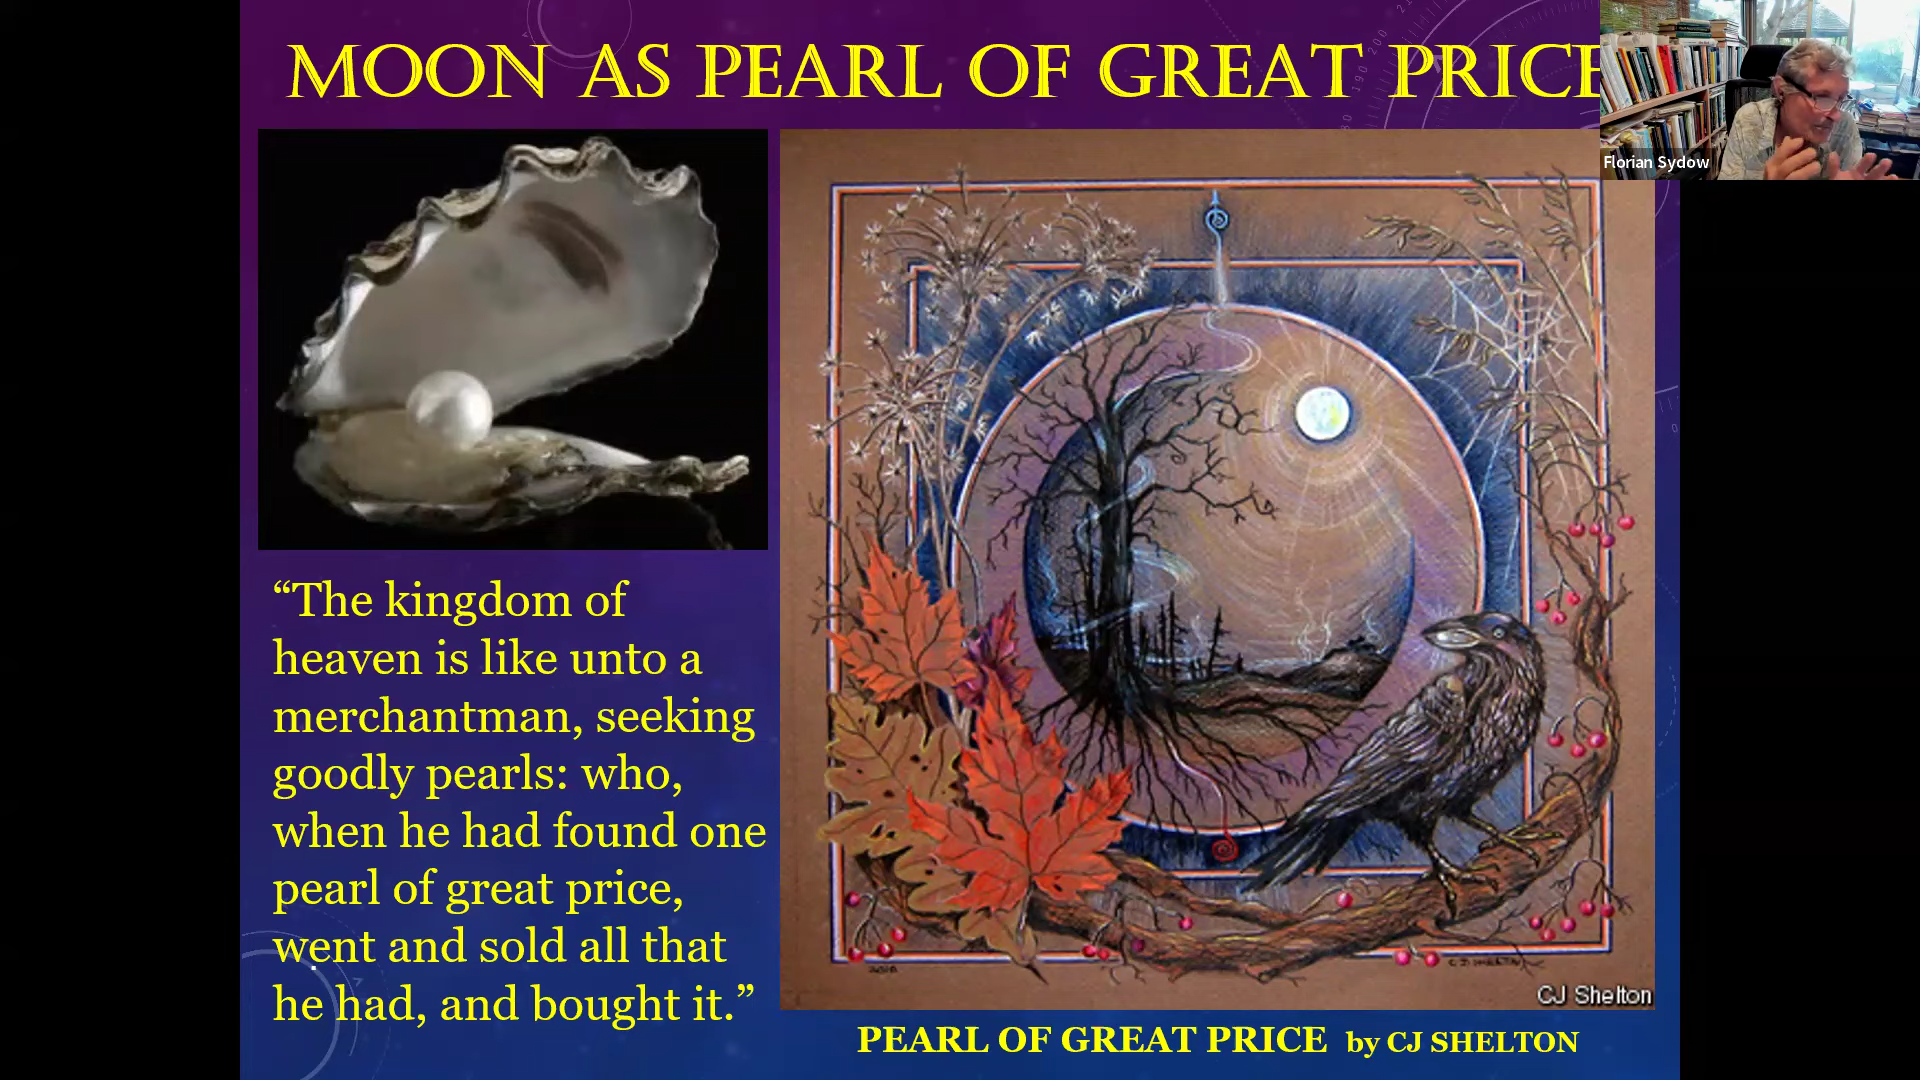 MOON AS PEARL OF GREAT PRICE
Florian Sydow
“The kingdom of
heaven is like unto a
merchantman, seeking
goodly pearls: who,
when he had found one
pearl of great price,
went and sold all that
he had, and bought it.”
CJ SHELTON
CJ Shelton
PEARL OF GREAT PRICE by CJ SHELTON